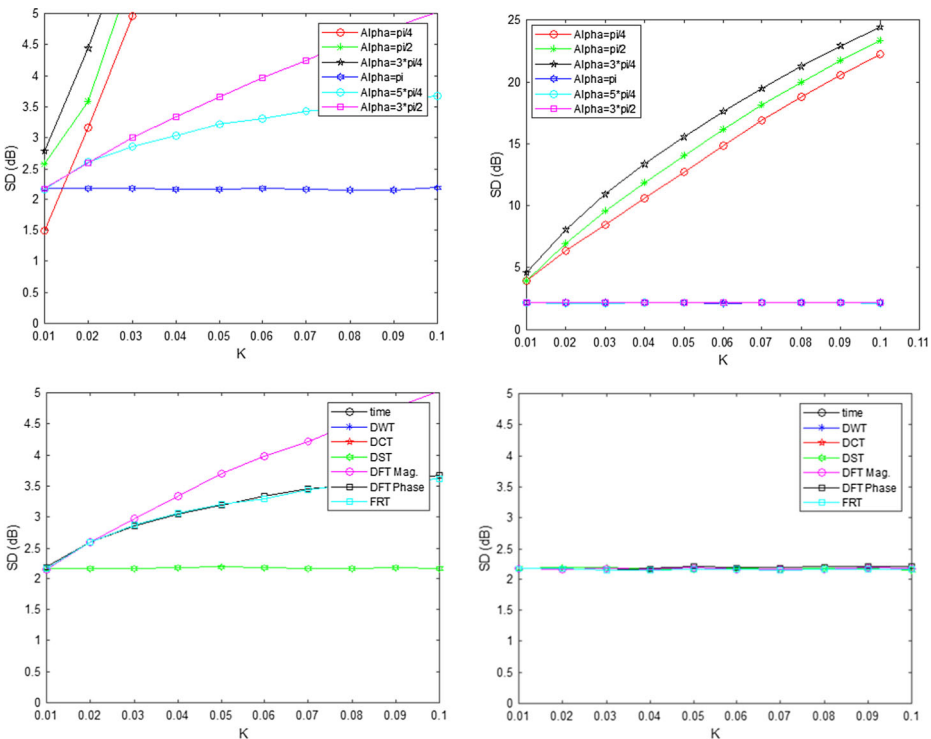 5
4.5
4
3.5
3
2.5
2
1.5
1
0.5
0
SD (dB)
0.01 0.02 0.03 0.04 0.05 0.06 0.07 0.08 0.09 0.1
K
Alpha=pi/4
Alpha=pi/2
Alpha=3*pi/4
Alpha=pi
Alpha=5*pi/4
Alpha=3*pi/2
25
20
15
10
5
0
SD (dB)
0.01 0.02 0.03 0.04 0.05 0.06 0.07 0.08 0.09 0.1 0.11
K
Alpha=pi/4
Alpha=pi/2
Alpha=3*pi/4
Alpha=pi
Alpha=5*pi/4
Alpha=3*pi/2
5
4.5
4
3.5
3
2.5
2
1.5
1
0.5
0
SD (dB)
0.01 0.02 0.03 0.04 0.05 0.06 0.07 0.08 0.09 0.1
K
time
DWT
DCT
DST
DFT Mag.
DFT Phase
FRT
5
4.5
4
3.5
3
2.5
2
1.5
1
0.5
0
SD (dB)
0.01 0.02 0.03 0.04 0.05 0.06 0.07 0.08 0.09 0.1
K
time
DWT
DCT
DST
DFT Mag.
DFT Phase
FRT